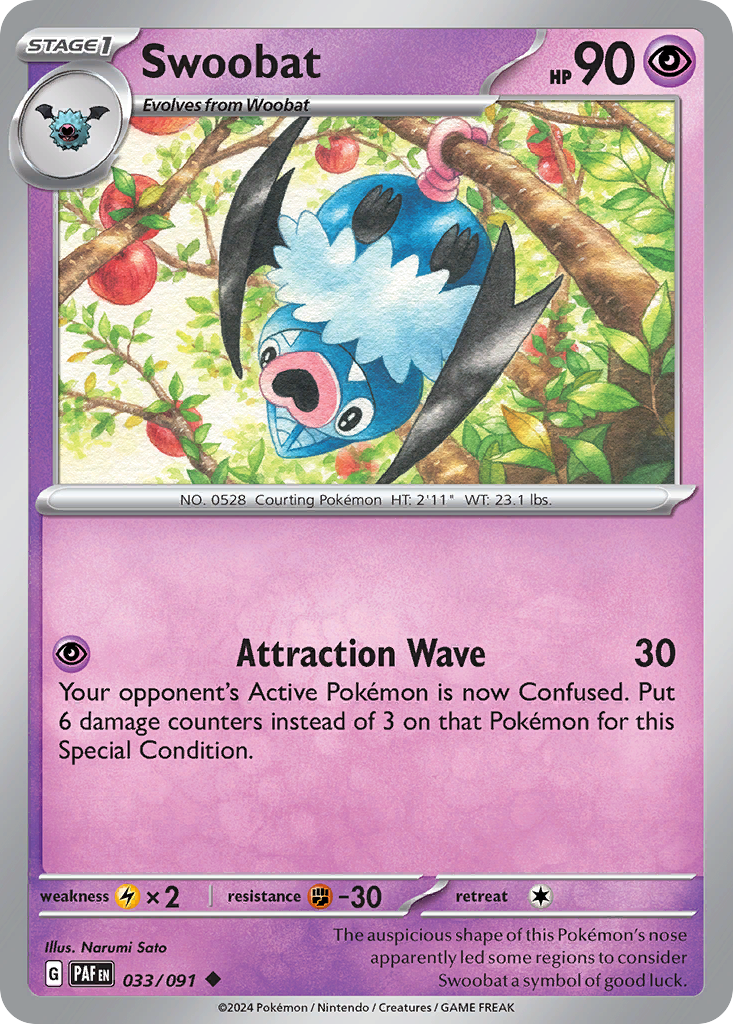 STAGE 1
Swoobat
HP 90
Evolves from Woobat
NO. 0528 Courting Pokémon HT: 2'11" WT: 23.1 lbs.
Attraction Wave 30
Your opponent's Active Pokémon is now Confused. Put
6 damage counters instead of 3 on that Pokémon for this
Special Condition.
weakness ×2 resistance -30 retreat
Illus. Narumi Sato
The auspicious shape of this Pokémon's nose
apparently led some regions to consider
Swoobat a symbol of good luck.
G PAF EN 033/091
©2024 Pokémon / Nintendo / Creatures / GAME FREAK